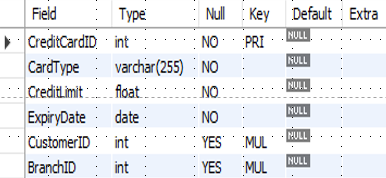 Field Type Null Key Default Extra
CreditCardID int NO PRI NULL
CardType varchar(255) NO NULL
CreditLimit float NO NULL
ExpiryDate date NO NULL
CustomerID int YES MUL NULL
BranchID int YES MUL NULL